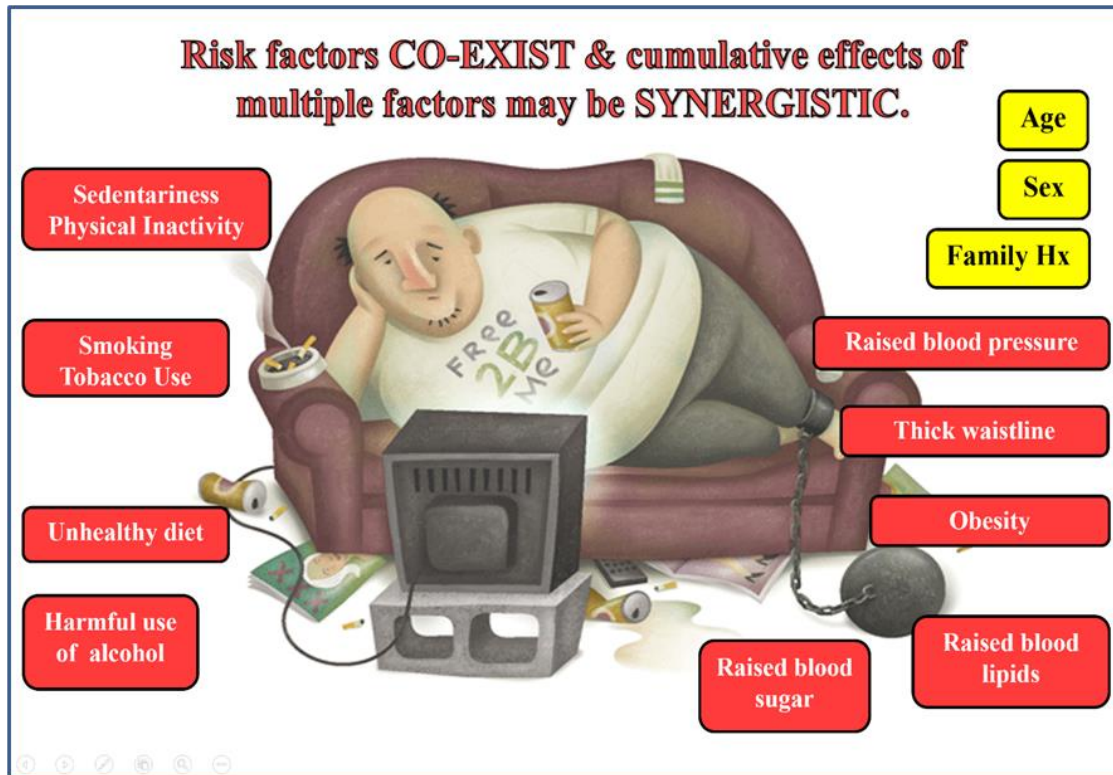 Risk factors CO-EXIST & cumulative effects of
multiple factors may be SYNERGISTIC.
Age
Sex
Family Hx
Sedentariness
Physical Inactivity
Smoking
Tobacco Use
Unhealthy diet
Harmful use
of alcohol
FREE
2B
ME
Raised blood pressure
Thick waistline
Obesity
Raised blood
lipids
Raised blood
sugar